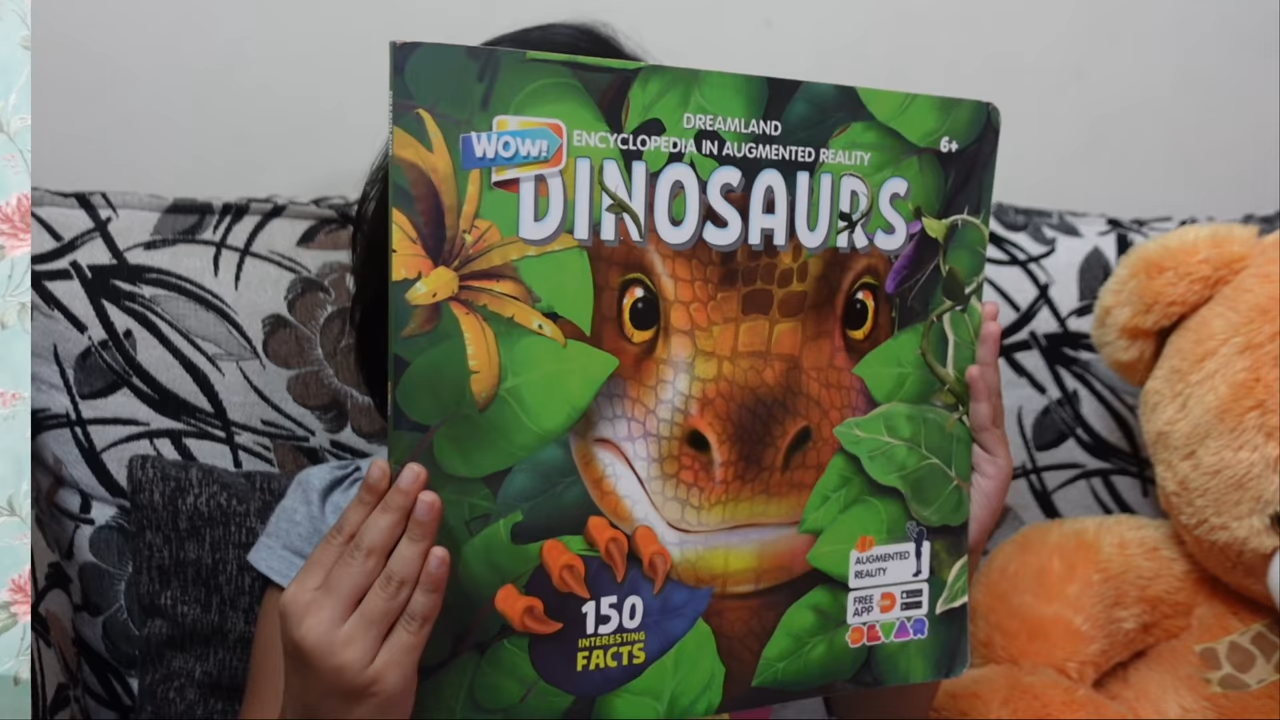 DREAMLAND
WOW!
ENCYCLOPEDIA IN AUGMENTED REALITY
6+
DINOSAURS
150
INTERESTING
FACTS
AUGMENTED
REALITY
FREE
APP
DEVAR